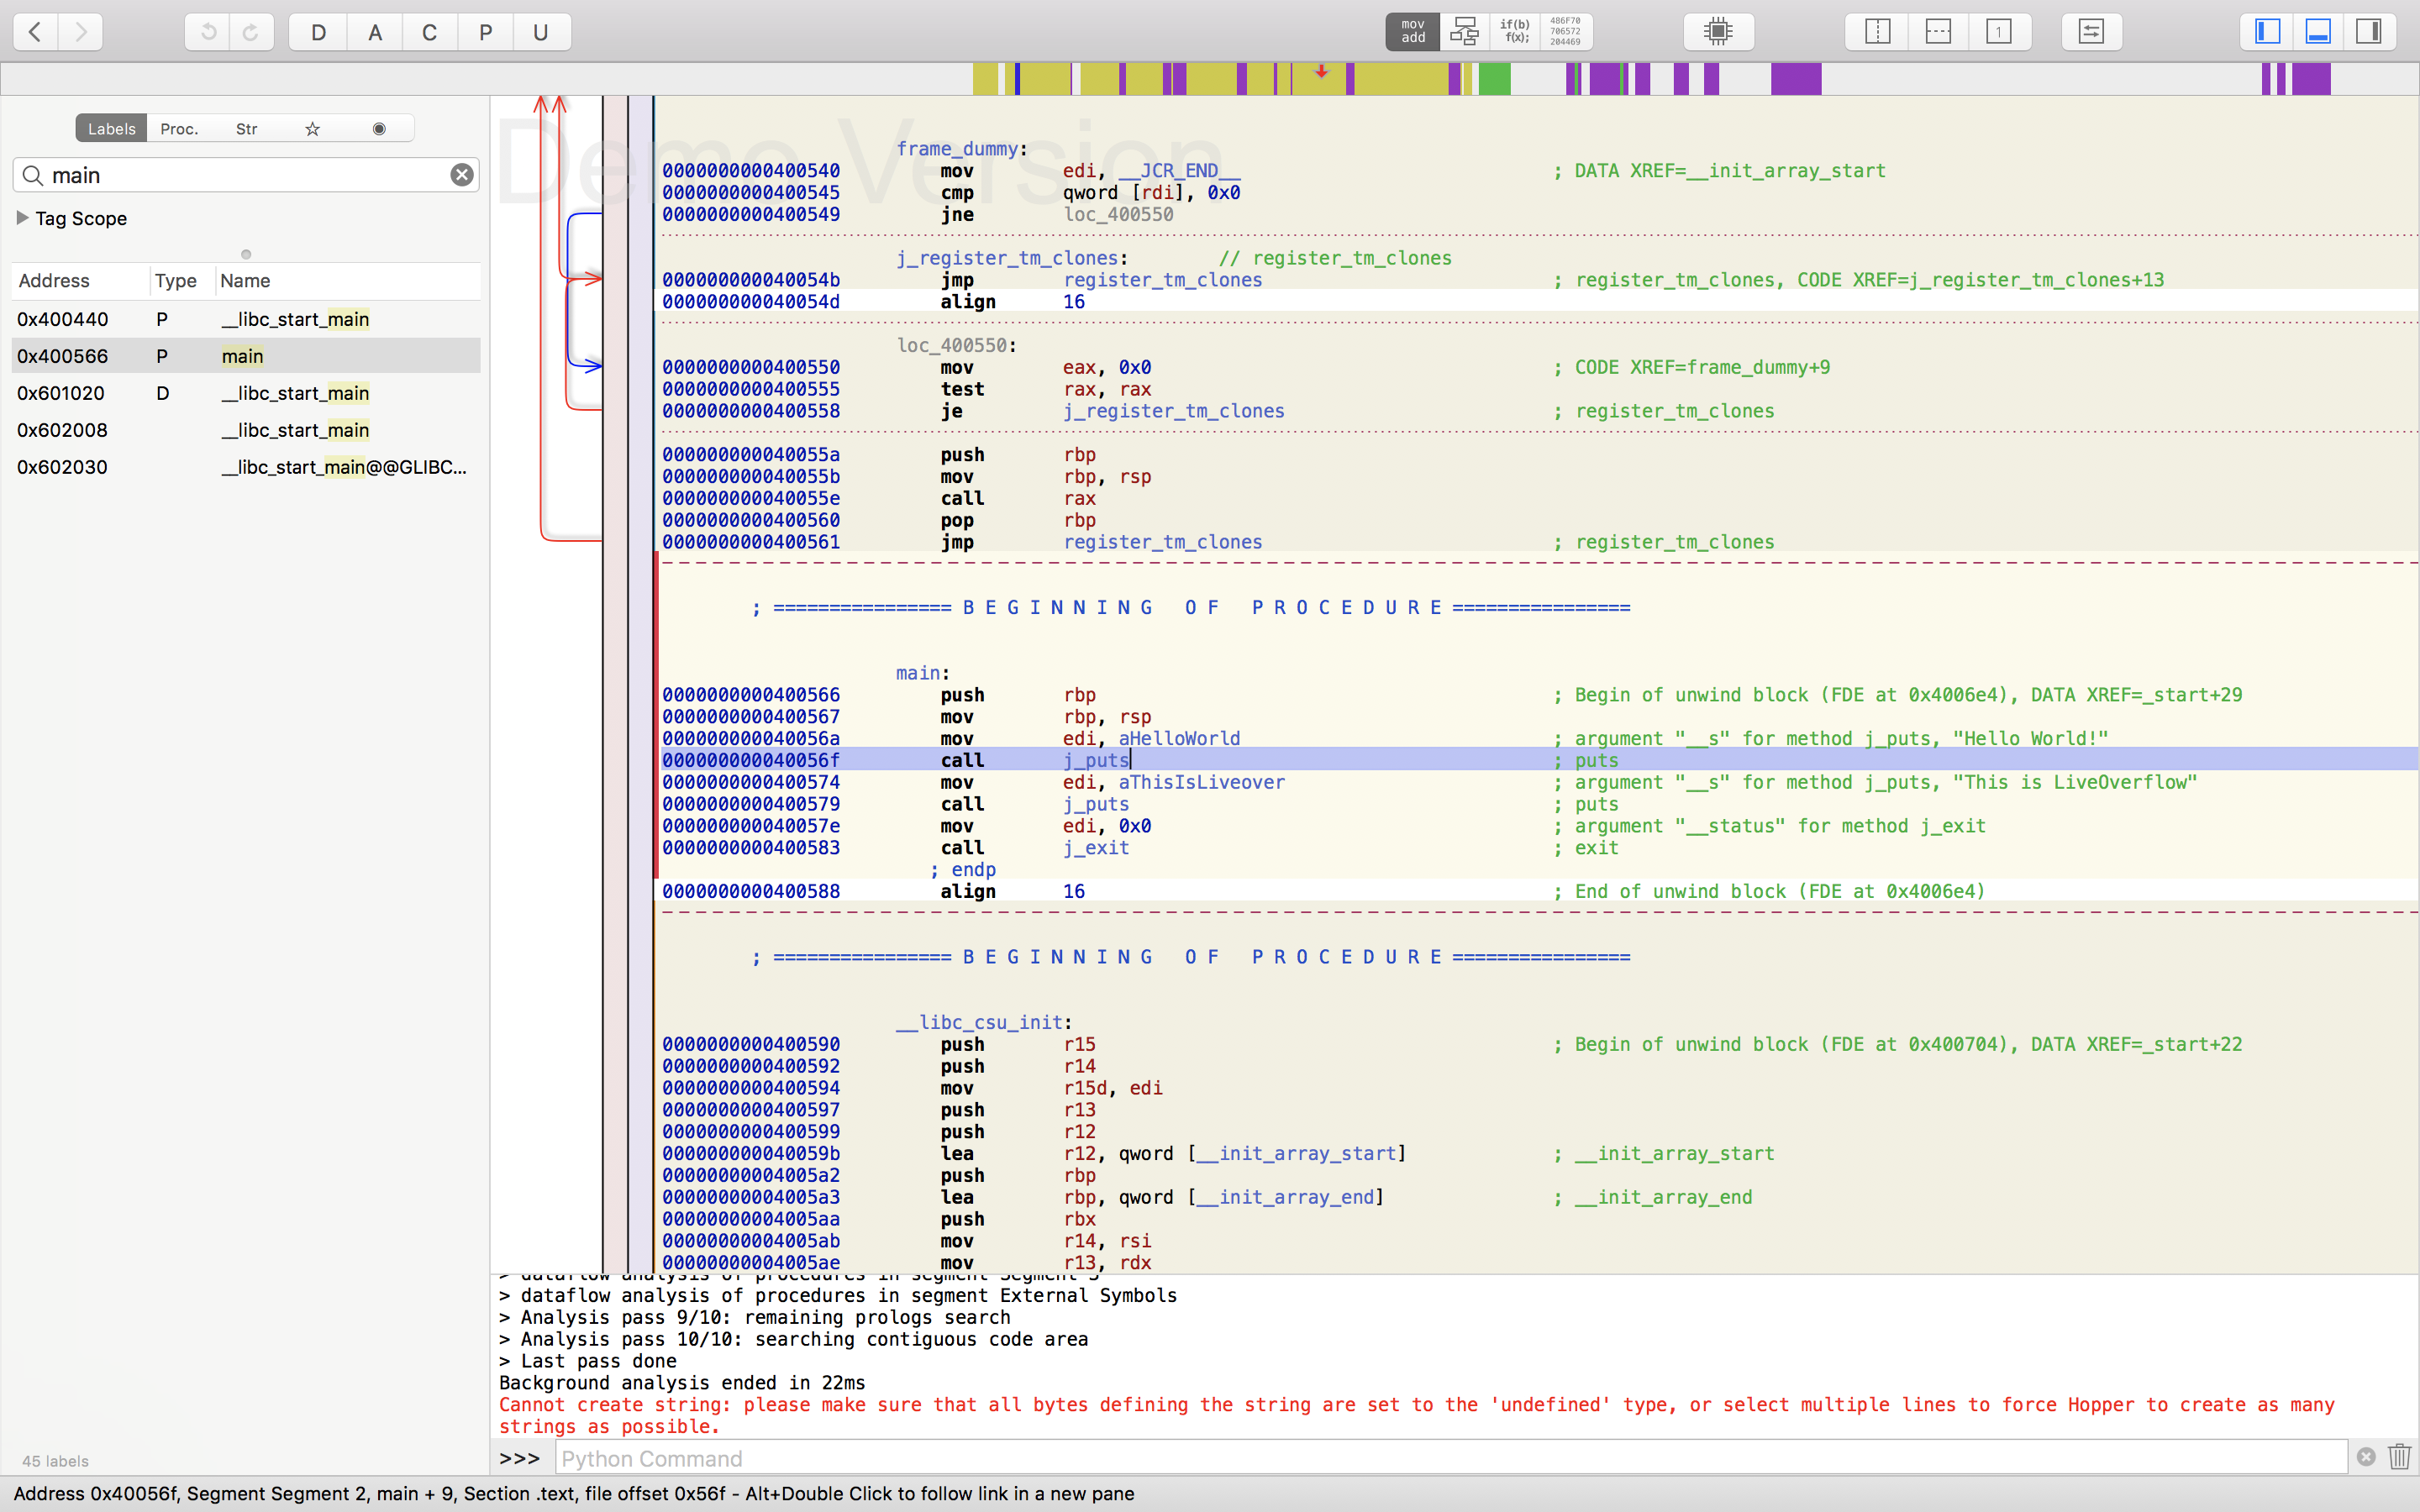 D A C P U mov add if(b) f(x); 486F70 706572 204469 1
Labels Proc. Str
main
Tag Scope
Address Type Name
0x400440 P __libc_start_main
0x400566 P main
0x601020 D __libc_start_main
0x602008 __libc_start_main
0x602030 __libc_start_main@@GLIBC...
45 labels
Demo Version
frame_dummy:
0000000000400540 mov edi, __JCR_END__ ; DATA XREF=__init_array_start
0000000000400545 cmp qword [rdi], 0x0
0000000000400549 jne loc_400550
j_register_tm_clones: // register_tm_clones
000000000040054b jmp register_tm_clones ; register_tm_clones, CODE XREF=j_register_tm_clones+13
000000000040054d align 16
loc_400550:
0000000000400550 mov eax, 0x0 ; CODE XREF=frame_dummy+9
0000000000400555 test rax, rax
0000000000400558 je j_register_tm_clones ; register_tm_clones
000000000040055a push rbp
000000000040055b mov rbp, rsp
000000000040055e call rax
0000000000400560 pop rbp
0000000000400561 jmp register_tm_clones ; register_tm_clones
; ================ B E G I N N I N G   O F   P R O C E D U R E ================
main:
0000000000400566 push rbp ; Begin of unwind block (FDE at 0x4006e4), DATA XREF=_start+29
0000000000400567 mov rbp, rsp
000000000040056a mov edi, aHelloWorld ; argument "__s" for method j_puts, "Hello World!"
000000000040056f call j_puts ; puts
0000000000400574 mov edi, aThisIsLiveover ; argument "__s" for method j_puts, "This is LiveOverflow"
0000000000400579 call j_puts ; puts
000000000040057e mov edi, 0x0 ; argument "__status" for method j_exit
0000000000400583 call j_exit ; exit
; endp
0000000000400588 align 16 ; End of unwind block (FDE at 0x4006e4)
; ================ B E G I N N I N G   O F   P R O C E D U R E ================
__libc_csu_init:
0000000000400590 push r15 ; Begin of unwind block (FDE at 0x400704), DATA XREF=_start+22
0000000000400592 push r14
0000000000400594 mov r15d, edi
0000000000400597 push r13
0000000000400599 push r12
000000000040059b lea r12, qword [__init_array_start] ; __init_array_start
00000000004005a2 push rbp
00000000004005a3 lea rbp, qword [__init_array_end] ; __init_array_end
00000000004005aa push rbx
00000000004005ab mov r14, rsi
00000000004005ae mov r13, rdx
> dataflow analysis of procedures in segment Segment 3
> dataflow analysis of procedures in segment External Symbols
> Analysis pass 9/10: remaining prologs search
> Analysis pass 10/10: searching contiguous code area
> Last pass done
Background analysis ended in 22ms
Cannot create string: please make sure that all bytes defining the string are set to the 'undefined' type, or select multiple lines to force Hopper to create as many
strings as possible.
>>> Python Command
Address 0x40056f, Segment Segment 2, main + 9, Section .text, file offset 0x56f - Alt+Double Click to follow link in a new pane